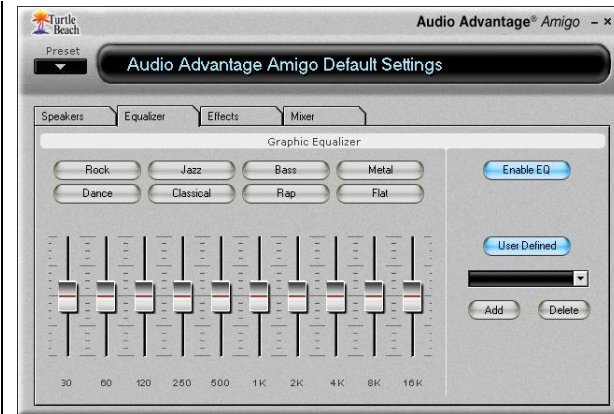 Turtle
Beach
Audio Advantage® Amigo
Preset
Audio Advantage Amigo Default Settings
Speakers Equalizer Effects Mixer
Graphic Equalizer
Rock Jazz Bass Metal
Enable EQ
Dance Classical Rap Flat
User Defined
Add Delete
30 60 120 250 500 1K 2K 4K 8K 16K